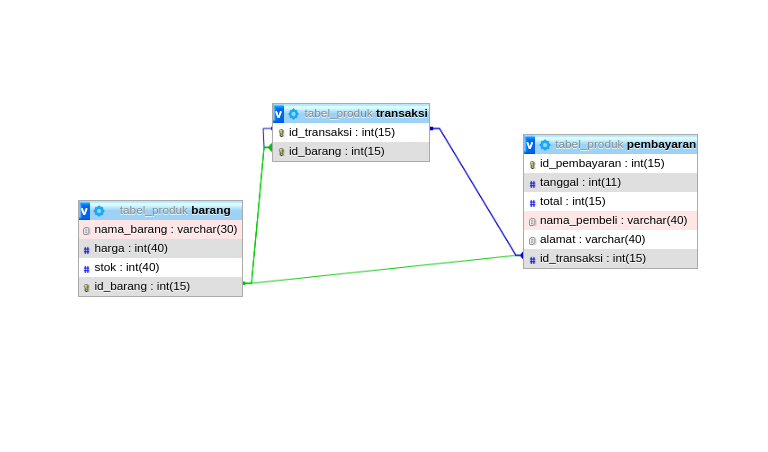 v tabel_produk transaksi
id_transaksi : int(15)
id_barang : int(15)
v tabel_produk pembayaran
id_pembayaran : int(15)
# tanggal : int(11)
# total : int(15)
nama_pembeli : varchar(40)
alamat : varchar(40)
# id_transaksi : int(15)
v tabel_produk barang
nama_barang : varchar(30)
# harga : int(40)
# stok : int(40)
id_barang : int(15)